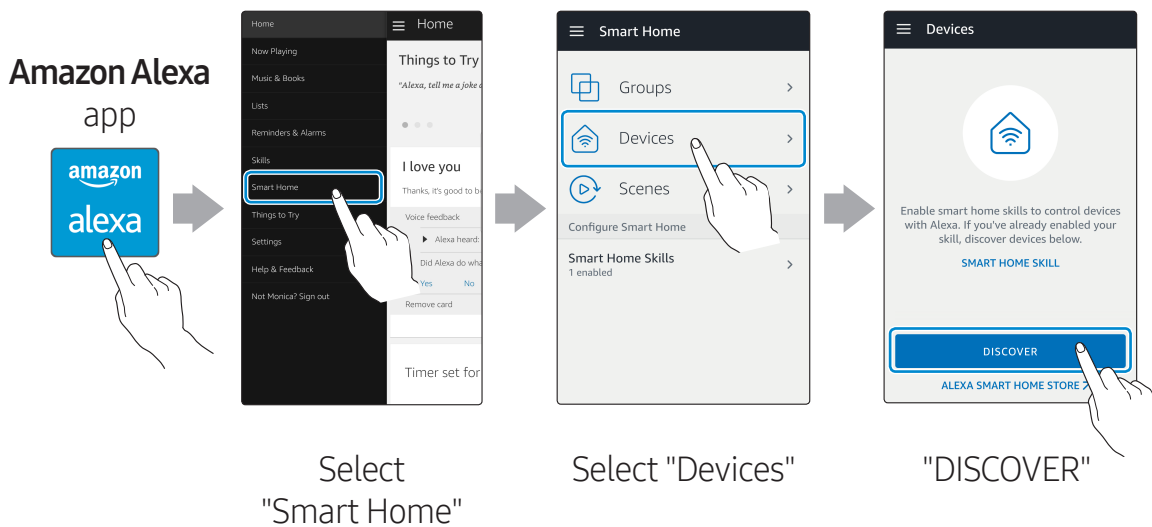 Amazon Alexa
app
amazon
alexa
Home
Now Playing
Music & Books
Lists
Reminders & Alarms
Skills
Smart Home
Things to Try
Settings
Help & Feedback
Not Monica? Sign out
Home
Things to Try
"Alexa, tell me a joke
I love you
Thanks, it's good to
Voice feedback
Alexa heard:
Did Alexa do
Yes No
Remove card
Timer set for
Select
"Smart Home"
Smart Home
Groups
Devices
Scenes
Configure Smart Home
Smart Home Skills
1 enabled
Select "Devices"
Devices
Enable smart home skills to control devices
with Alexa. If you've already enabled your
skill, discover devices below.
SMART HOME SKILL
DISCOVER
ALEXA SMART HOME STORE
"DISCOVER"